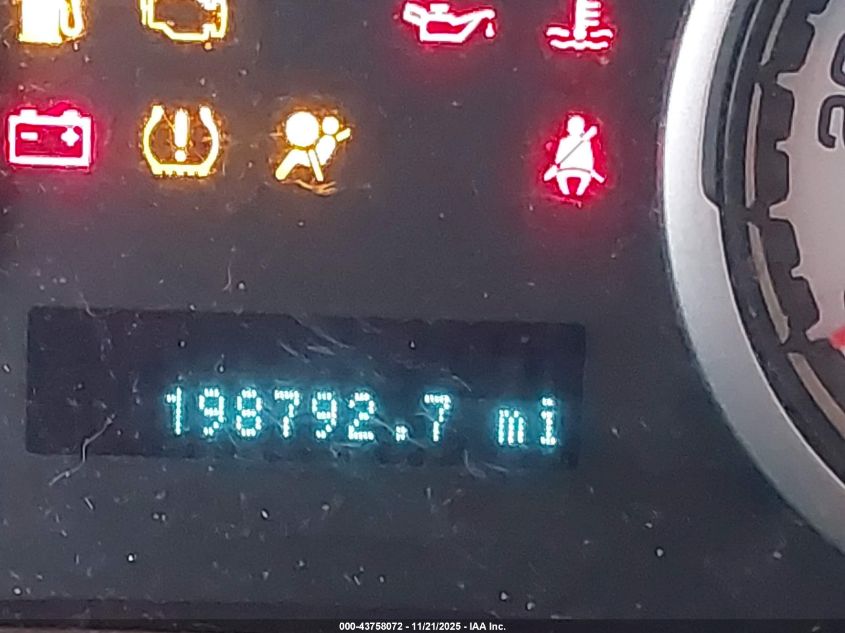 198792.7 mi
000-43758072 - 11/21/2025 - IAA Inc.